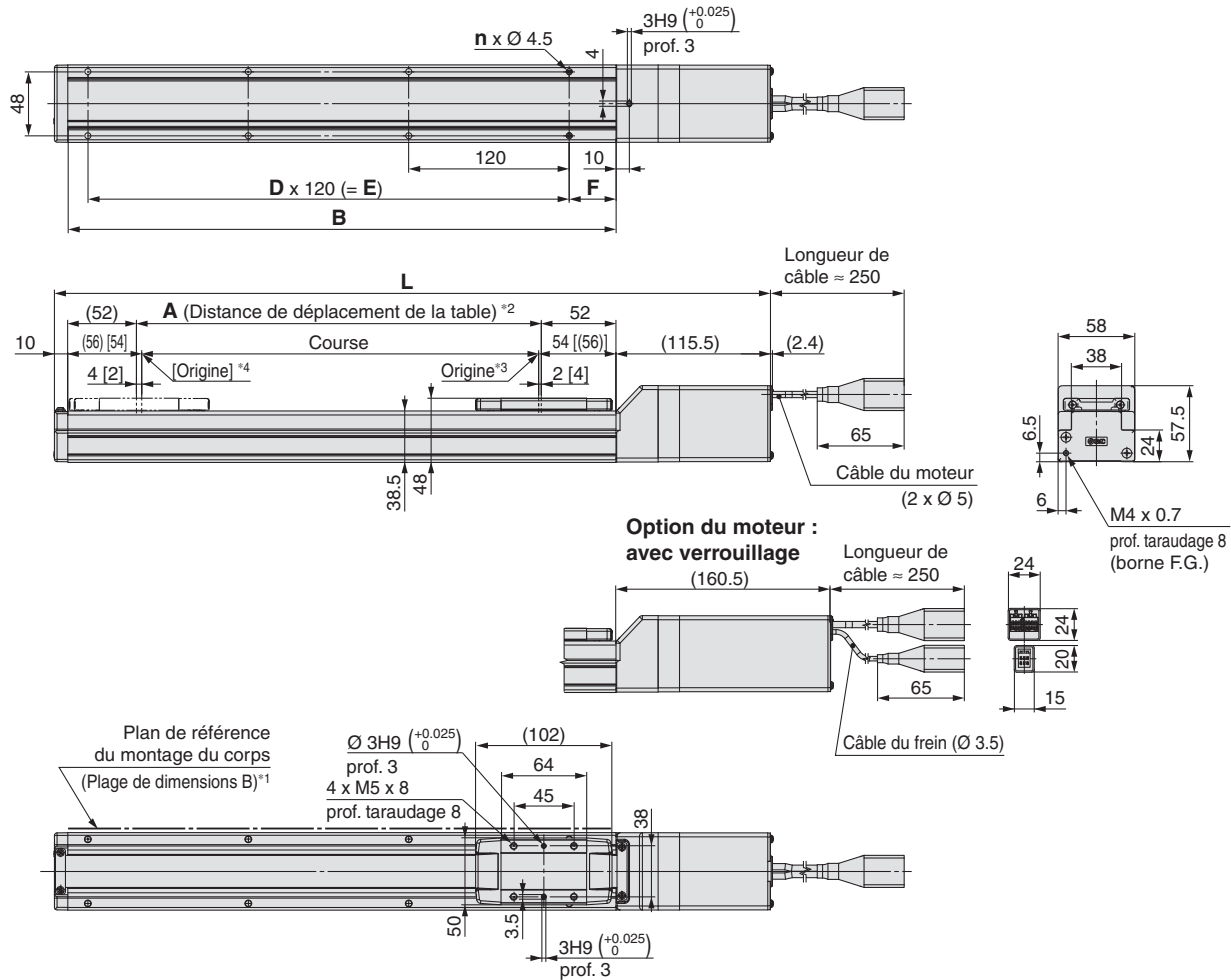 3H9 (+0.025 0)
prof. 3
n x Ø 4.5
4
48
120
10
D x 120 (= E)
F
B
Longueur de
câble ≈ 250
L
(52)
A (Distance de déplacement de la table) *2
52
10
(56) [54]
Course
54 [(56)]
(115.5)
(2.4)
4 [2]
[Origine] *4
Origine*3
2 [4]
65
38.5
48
Câble du moteur
(2 x Ø 5)
58
38
6.5
24
57.5
6
M4 x 0.7
prof. taraudage 8
(borne F.G.)
Option du moteur :
avec verrouillage
Longueur de
câble ≈ 250
(160.5)
24
24
20
65
15
Câble du frein (Ø 3.5)
Plan de référence
du montage du corps
(Plage de dimensions B)*1
Ø 3H9 (+0.025 0)
prof. 3
4 x M5 x 8
prof. taraudage 8
(102)
64
45
38
50
3.5
3H9 (+0.025 0)
prof. 3